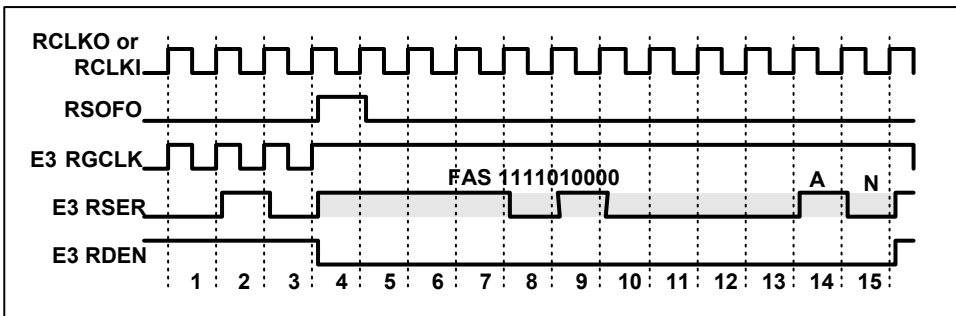 RCLKO or
RCLKI
RSOFO
E3 RGCLK
FAS 1111010000
A
N
E3 RSER
E3 RDEN
1 2 3 4 5 6 7 8 9 10 11 12 13 14 15